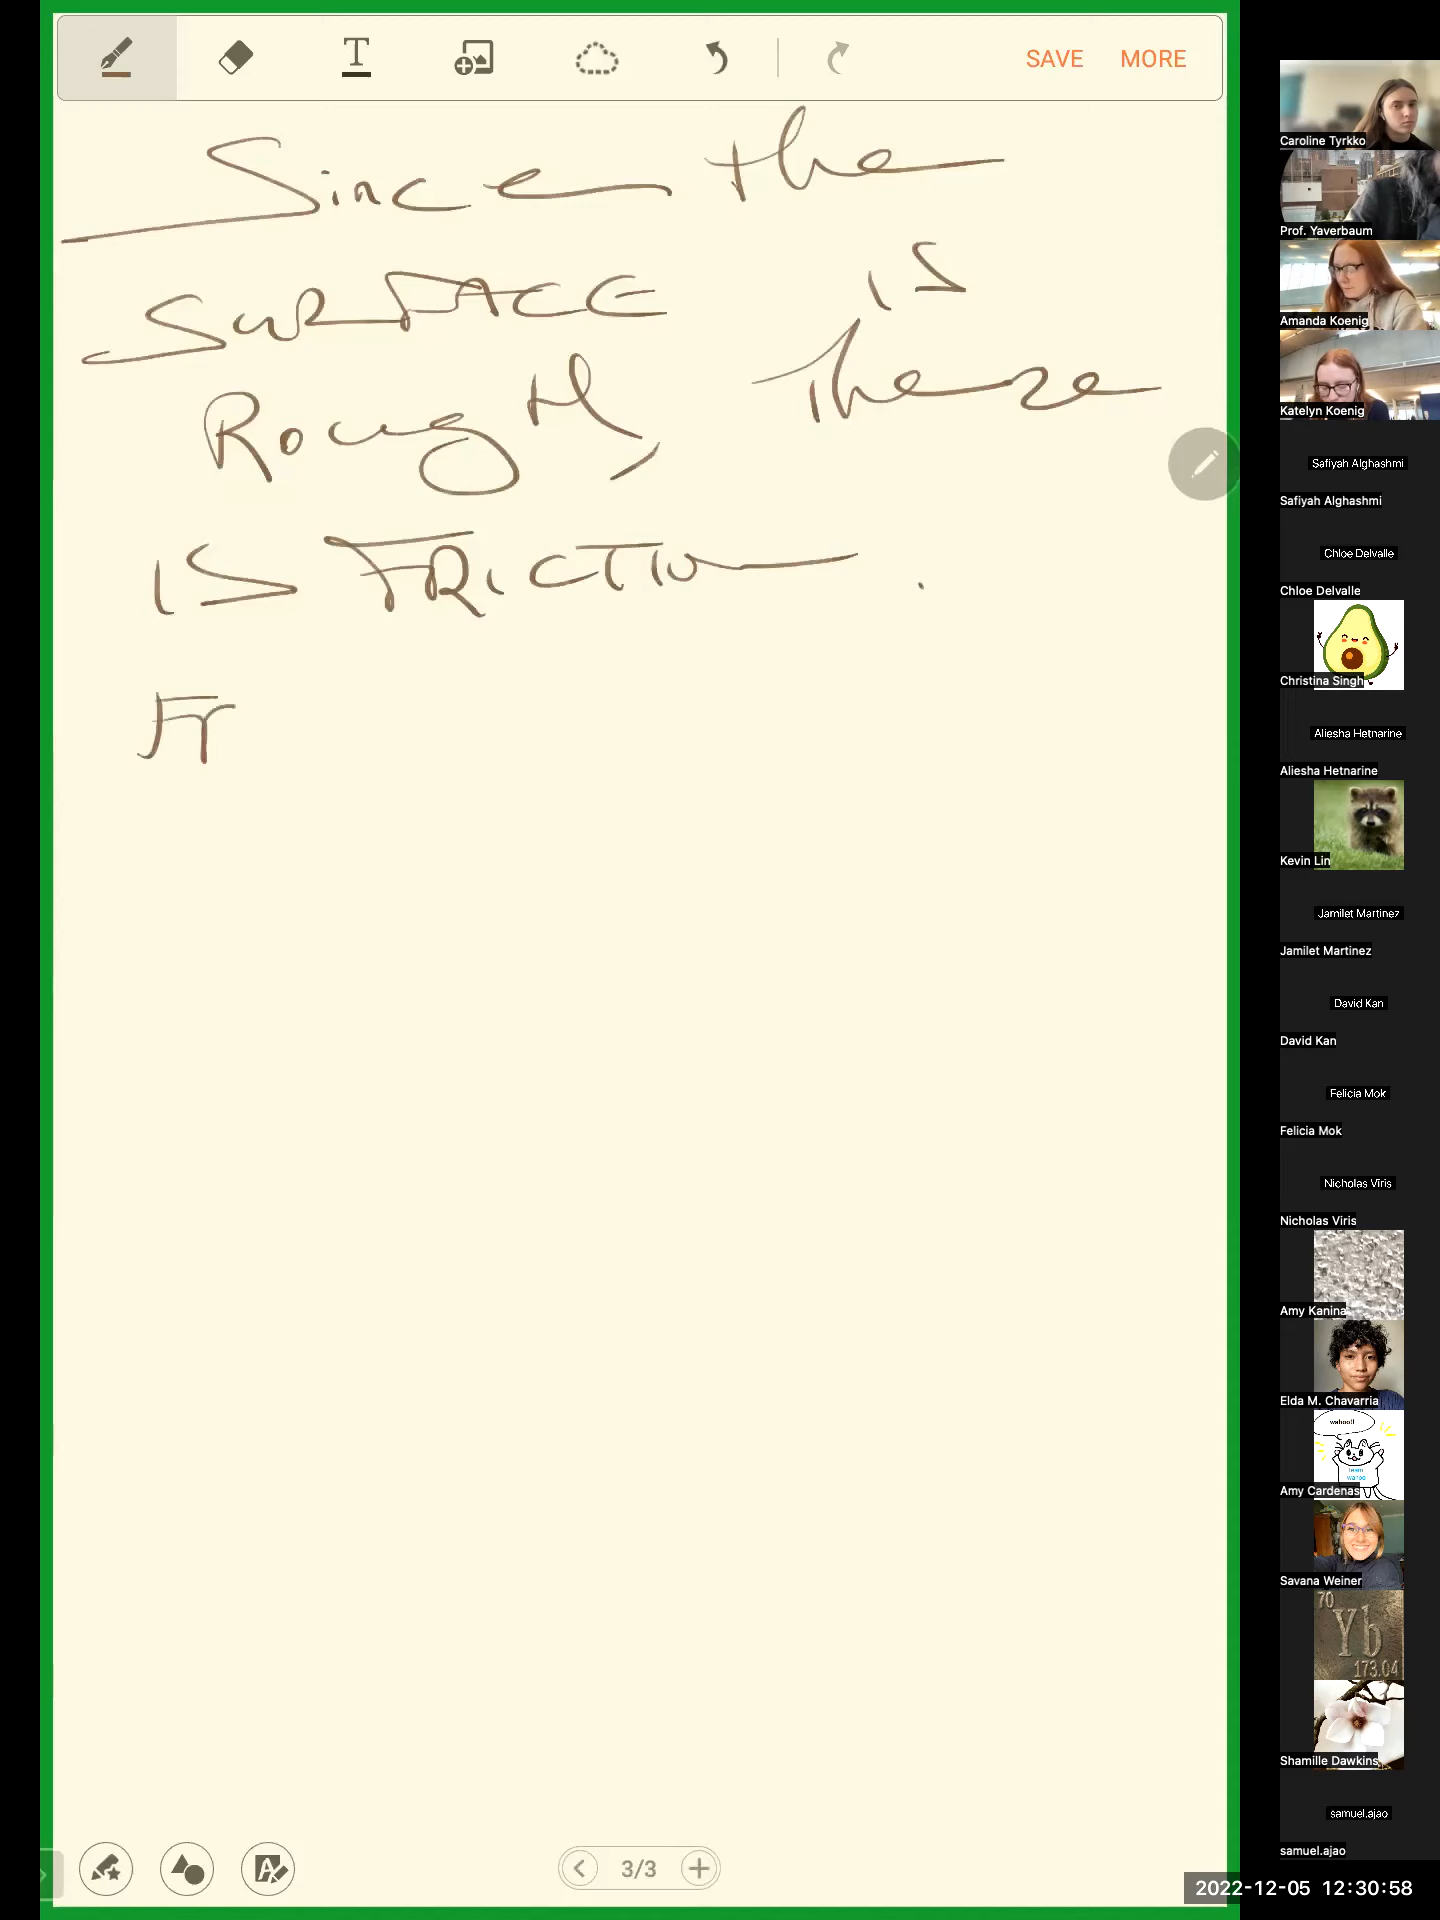 T
SAVE
MORE
Since the
SURFACE is
Rough, there
IS FRICTION.
Fr
3/3
Caroline Tyrkko
Prof. Yaverbaum
Amanda Koenig
Katelyn Koenig
Safiyah Alghashmi
Safiyah Alghashmi
Chloe Delvalle
Chloe Delvalle
Christina Singh
Aliesha Hetnarine
Aliesha Hetnarine
Kevin Lin
Jamilet Martinez
Jamilet Martinez
David Kan
David Kan
Felicia Mok
Felicia Mok
Nicholas Viris
Nicholas Viris
Amy Kanina
Elda M. Chavarria
wahoo!!
team
wahoo
Amy Cardenas
Savana Weiner
70
Yb
173.04
Shamille Dawkins
samuel.ajao
samuel.ajao
2022-12-05 12:30:58